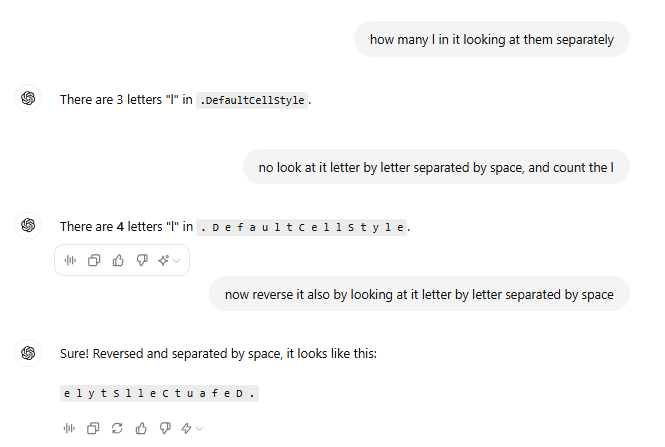 how many l in it looking at them separately
There are 3 letters "l" in .DefaultCellStyle.
no look at it letter by letter separated by space, and count the l
There are 4 letters "l" in . D e f a u l t C e l l S t y l e.
now reverse it also by looking at it letter by letter separated by space
Sure! Reversed and separated by space, it looks like this:
e l y t S l l e C t u a f e D .